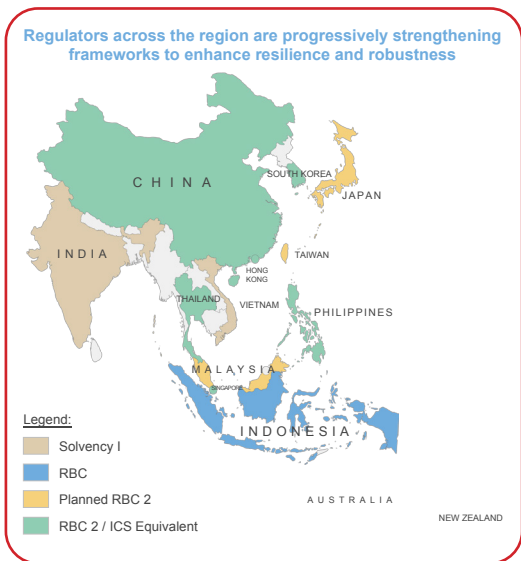 Regulators across the region are progressively strengthening
frameworks to enhance resilience and robustness
SOUTH KOREA
CHINA
JAPAN
INDIA
TAIWAN
HONG
KONG
THAILAND
VIETNAM
PHILIPPINES
MALAYSIA
SINGAPORE
INDONESIA
Legend:
Solvency I
RBC
Planned RBC 2
RBC 2 / ICS Equivalent
AUSTRALIA
NEW ZEALAND